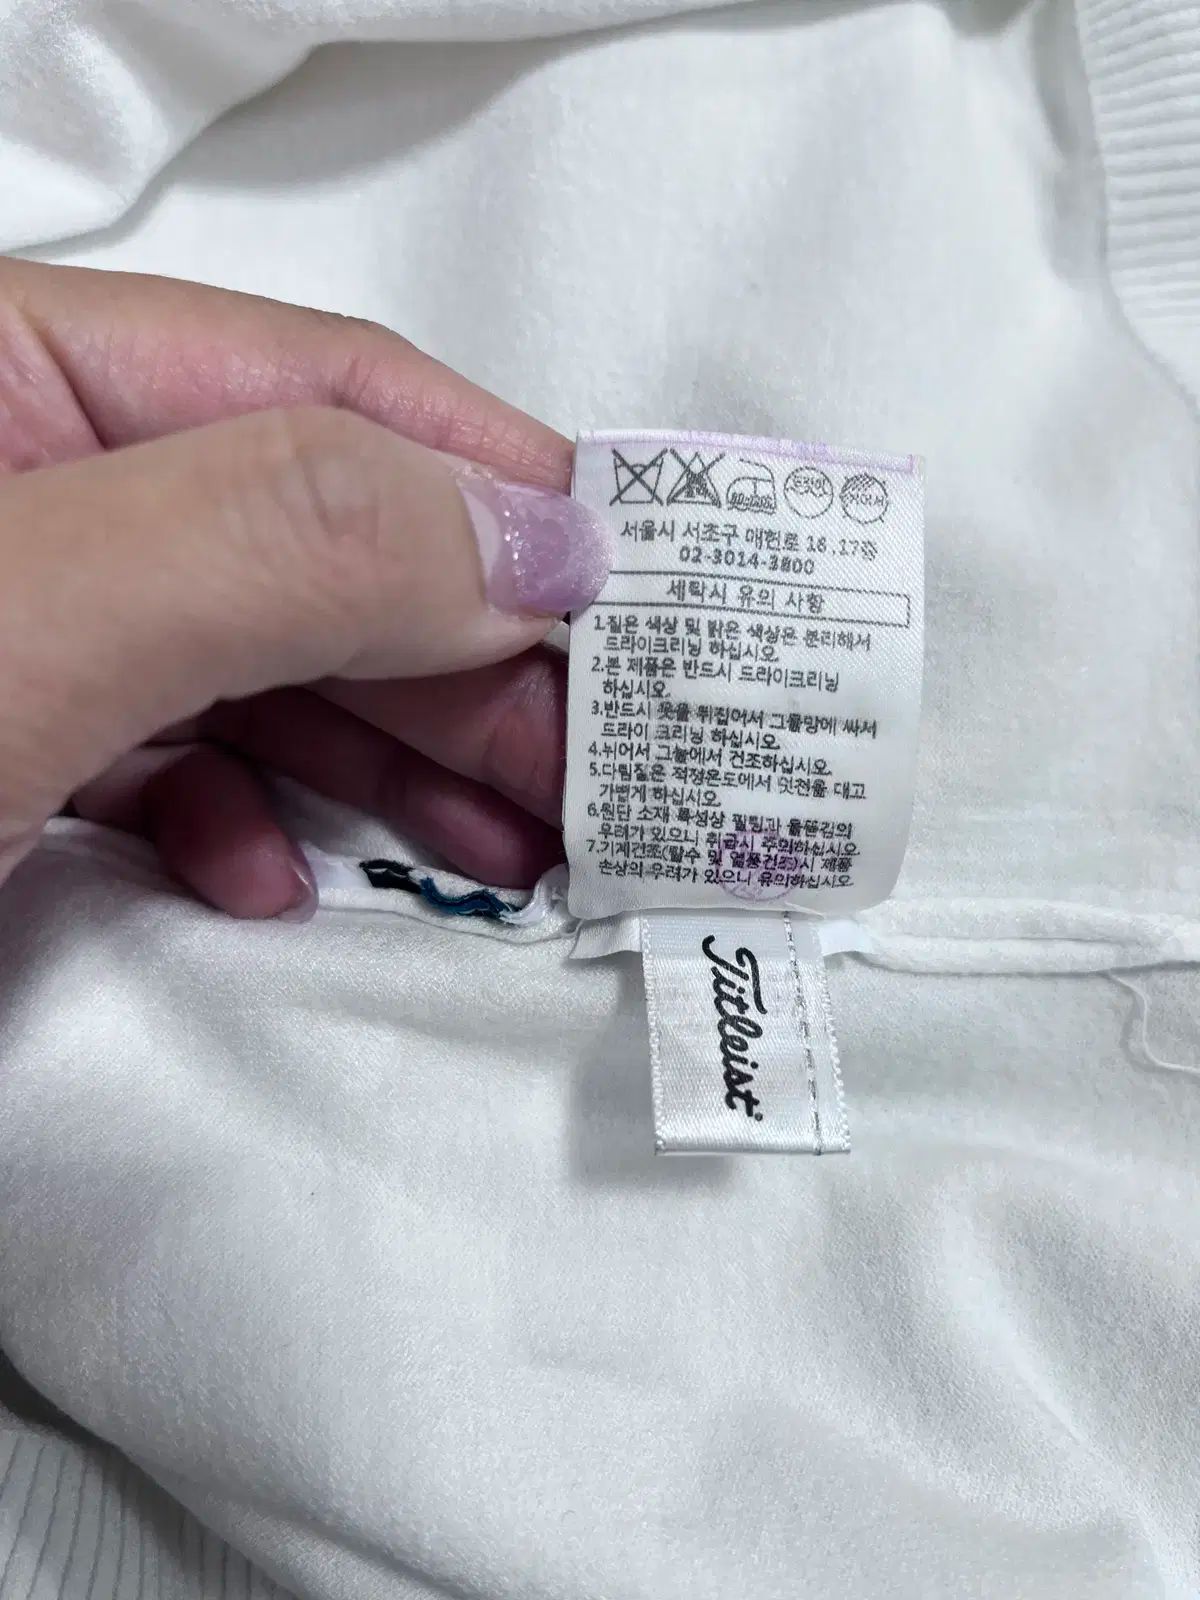 드라이
뉘어서
서울시 서초구 매헌로 16, 17층
02-3014-3800
세탁시 유의 사항
1.짙은 색상 및 밝은 색상은 분리해서
드라이크리닝 하십시오.
2.본 제품은 반드시 드라이크리닝
하십시오.
3.반드시 옷을 뒤집어서 그물망에 싸서
드라이 크리닝 하십시오.
4.뉘어서 그늘에서 건조하십시오.
5.다림질은 적정온도에서 덧천을 대고
가볍게 하십시오.
6.원단 소재 특성상 필링과 올뜯김의
우려가 있으니 취급시 주의하십시오.
7.기계건조(탈수 및 열풍건조)시 제품
손상의 우려가 있으니 유의하십시오.
Titleist